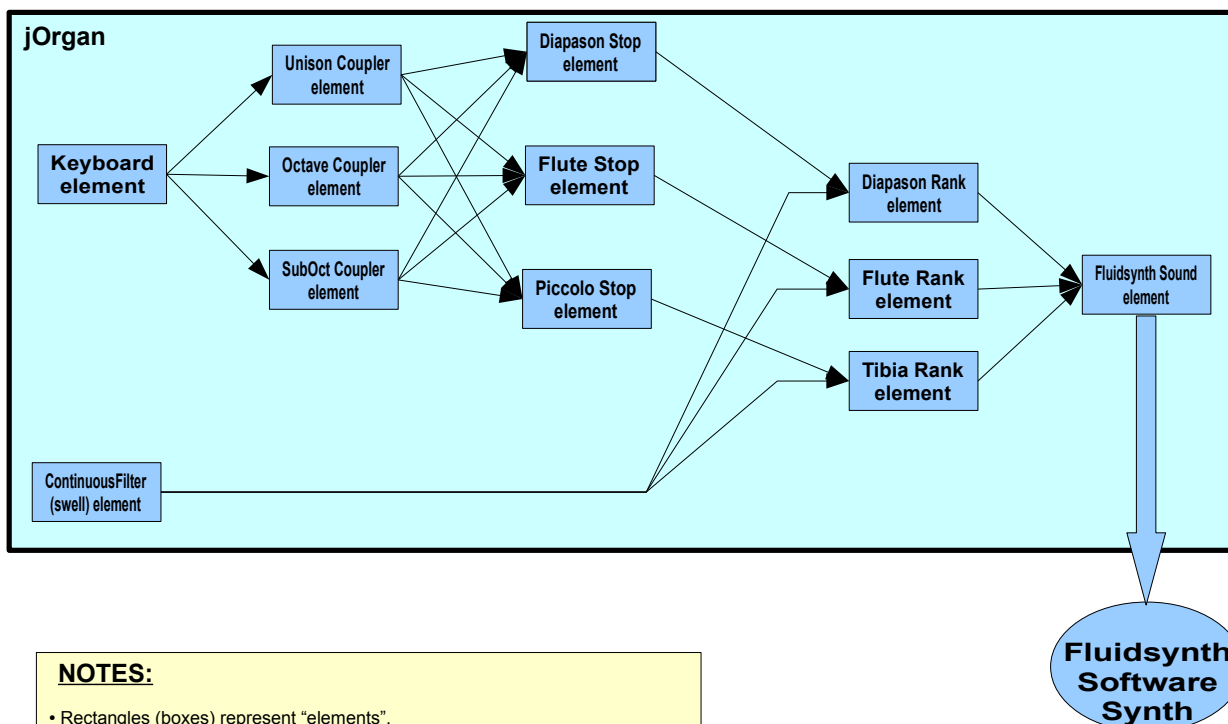 jOrgan
Diapason Stop
element
Unison Coupler
element
Keyboard
element
Octave Coupler
element
Flute Stop
element
Diapason Rank
element
SubOct Coupler
element
Piccolo Stop
element
Flute Rank
element
Fluidsynth Sound
element
Tibia Rank
element
ContinuousFilter
(swell) element
Fluidsynth
Software
Synth
NOTES:
• Rectangles (boxes) represent “elements”.